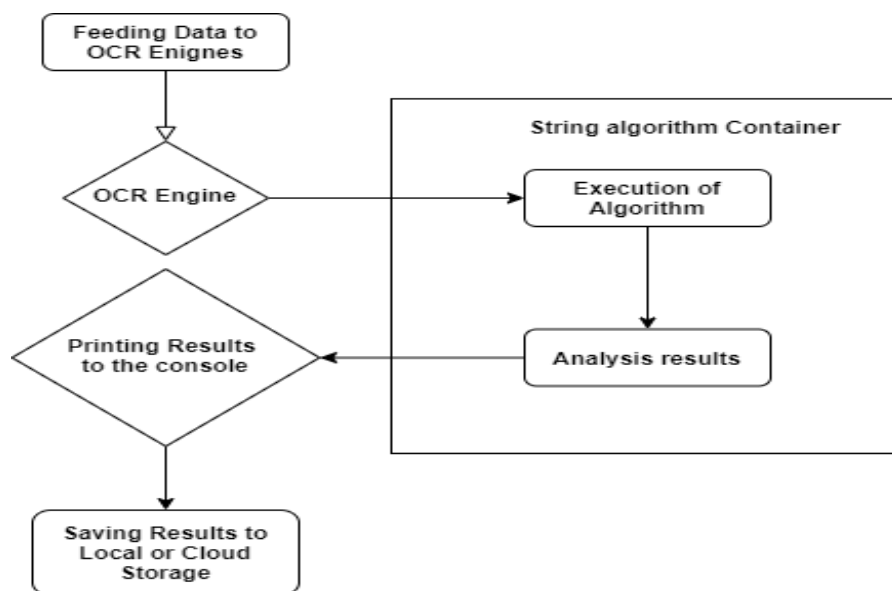 Feeding Data to
OCR Enignes
String algorithm Container
OCR Engine
Execution of
Algorithm
Printing Results
to the console
Analysis results
Saving Results to
Local or Cloud
Storage